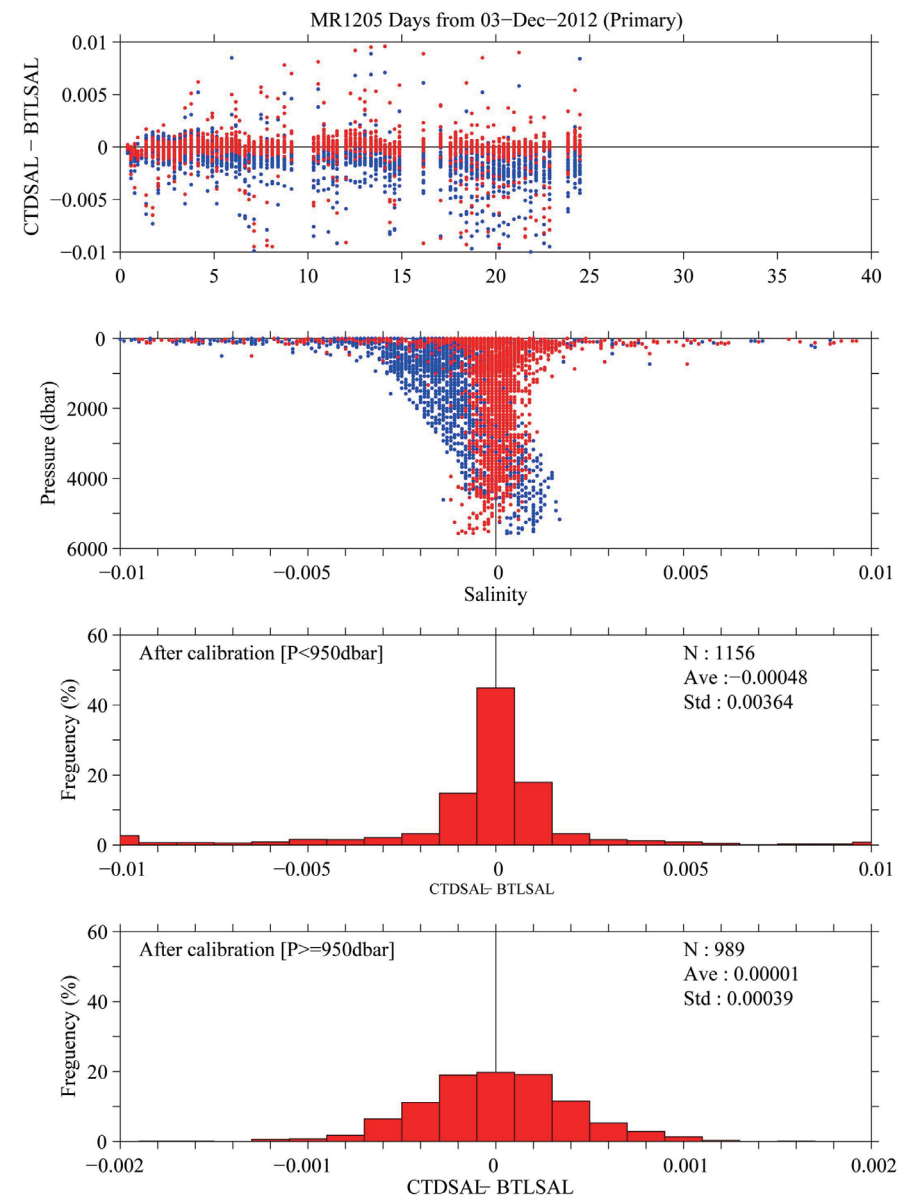 MR1205 Days from 03−Dec−2012 (Primary)
CTDSAL − BTLSAL
0.01
0.005
0
−0.005
−0.01
0 5 10 15 20 25 30 35 40
Pressure (dbar)
0
2000
4000
6000
−0.01 −0.005 0 0.005 0.01
Salinity
Freguency (%)
60
40
20
0
After calibration [P<950dbar]
N : 1156
Ave :−0.00048
Std : 0.00364
−0.01 −0.005 0 0.005 0.01
CTDSAL− BTLSAL
Freguency (%)
60
40
20
0
After calibration [P>=950dbar]
N : 989
Ave : 0.00001
Std : 0.00039
−0.002 −0.001 0 0.001 0.002
CTDSAL− BTLSAL